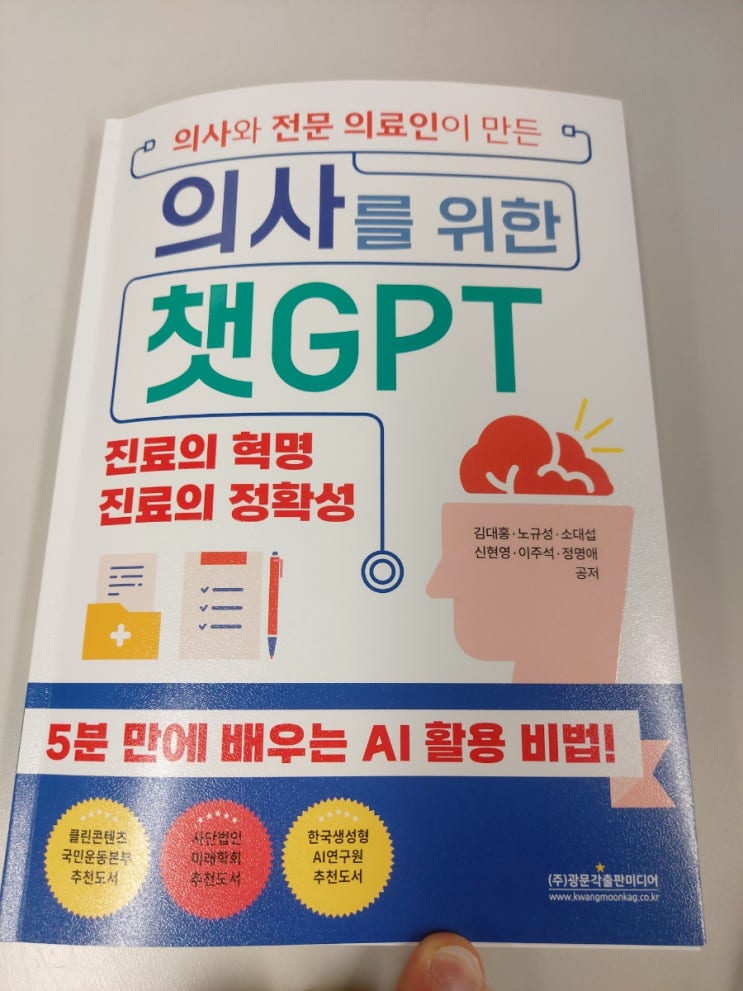 의사와 전문 의료인이 만든
의사를 위한
챗GPT
진료의 혁명
진료의 정확성
김대홍·노규성·소대섭
신현영·이주석·정명애
공저
5분 만에 배우는 AI 활용 비법!
클린콘텐츠
국민운동본부
추천도서
사단법인
미래학회
추천도서
한국생성형
AI연구원
추천도서
(주)광문각출판미디어
www.kwangmoonkag.co.kr